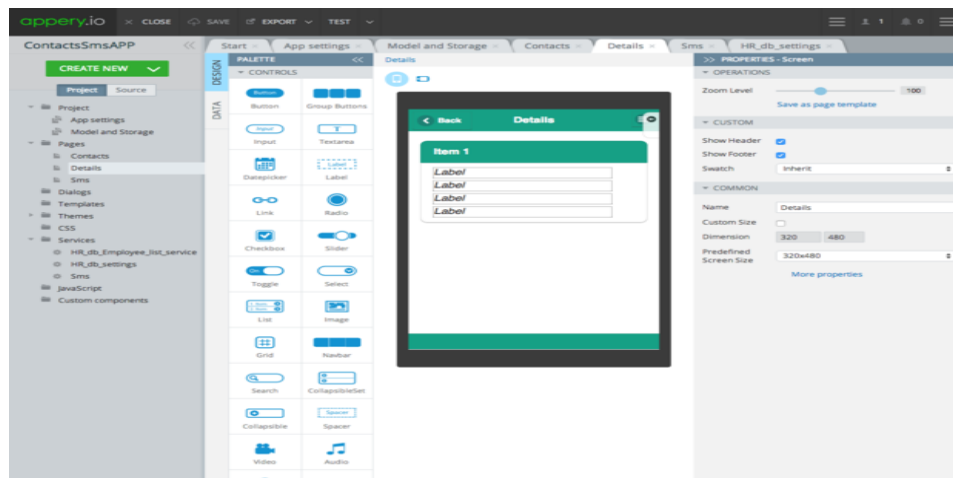 appery.io × CLOSE SAVE EXPORT TEST 1 0
ContactsSmsAPP <<
Start × App settings × Model and Storage × Contacts × Details × Sms × HR_db_settings ×
CREATE NEW
Project Source
Project
App settings
Model and Storage
Pages
Contacts
Details
Sms
Dialogs
Templates
Themes
CSS
Services
HR_db_Employee_list_service
HR_db_settings
Sms
JavaScript
Custom components
DESIGN
DATA
PALETTE <<
CONTROLS
Button
Button Group Buttons
Input T
Input Textarea
Label
Datepicker Label
Link Radio
Checkbox Slider
On
Toggle Select
List Image
Grid Navbar
Search CollapsibleSet
Spacer
Collapsible Spacer
Video Audio
Details
Back Details
Item 1
Label
Label
Label
Label
>> PROPERTIES - Screen
OPERATIONS
Zoom Level 100
Save as page template
CUSTOM
Show Header
Show Footer
Swatch Inherit
COMMON
Name Details
Custom Size
Dimension 320 480
Predefined
Screen Size 320x480
More properties